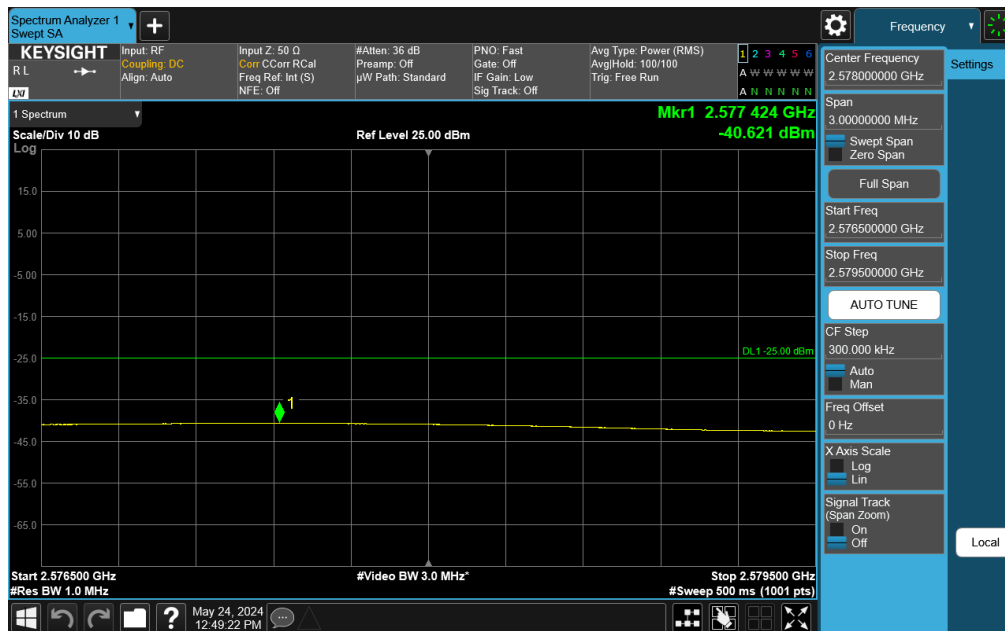 Spectrum Analyzer 1
Swept SA
+
Frequency
KEYSIGHT
R L
LXI
Input: RF
Coupling: DC
Align: Auto
Input Z: 50 Ω
Corr CCorr RCal
Freq Ref: Int (S)
NFE: Off
#Atten: 36 dB
Preamp: Off
µW Path: Standard
PNO: Fast
Gate: Off
IF Gain: Low
Sig Track: Off
Avg Type: Power (RMS)
Avg|Hold: 100/100
Trig: Free Run
1 2 3 4 5 6
A W W W W W
A N N N N N
1 Spectrum
Scale/Div 10 dB
Log
Ref Level 25.00 dBm
Mkr1 2.577 424 GHz
-40.621 dBm
15.0
5.00
-5.00
-15.0
-25.0
-35.0
-45.0
-55.0
-65.0
DL1 -25.00 dBm
1
Start 2.576500 GHz
#Res BW 1.0 MHz
#Video BW 3.0 MHz*
Stop 2.579500 GHz
#Sweep 500 ms (1001 pts)
?
May 24, 2024
12:49:22 PM
Center Frequency
2.578000000 GHz
Span
3.00000000 MHz
Swept Span
Zero Span
Full Span
Start Freq
2.576500000 GHz
Stop Freq
2.579500000 GHz
AUTO TUNE
CF Step
300.000 kHz
Auto
Man
Freq Offset
0 Hz
X Axis Scale
Log
Lin
Signal Track
(Span Zoom)
On
Off
Settings
Local